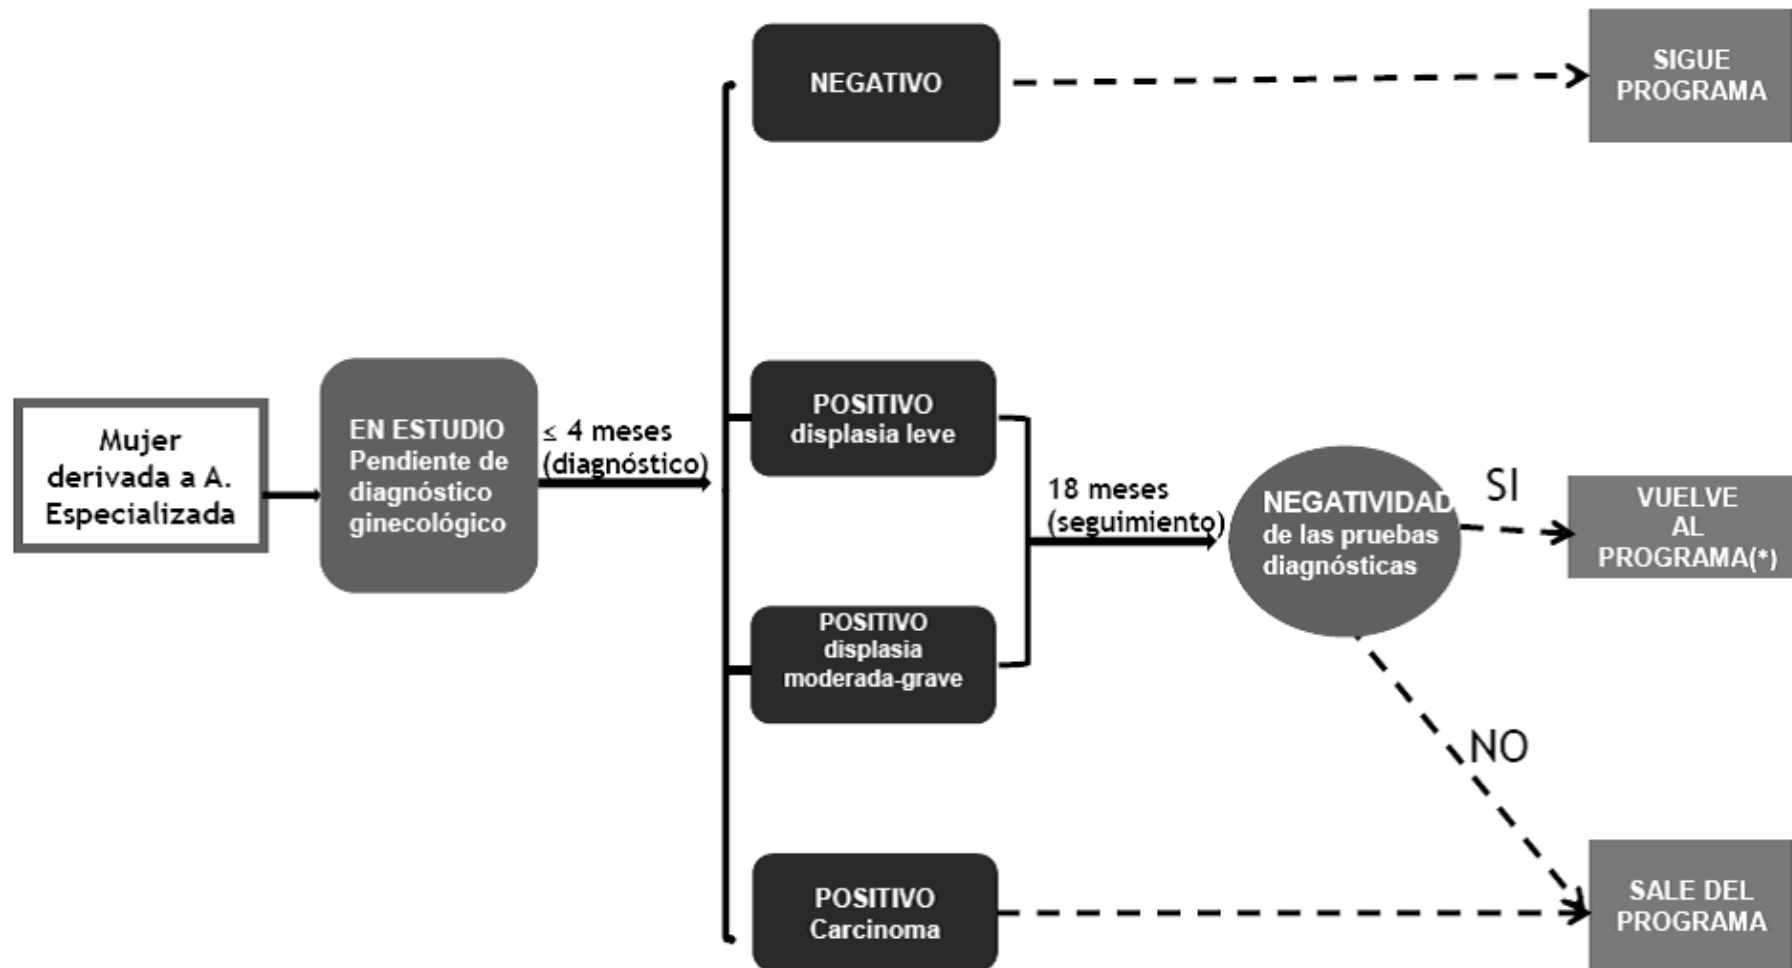 Mujer
derivada a A.
Especializada
EN ESTUDIO
Pendiente de
diagnóstico
ginecológico
≤ 4 meses
(diagnóstico)
NEGATIVO
SIGUE
PROGRAMA
POSITIVO
displasia leve
POSITIVO
displasia
moderada-grave
18 meses
(seguimiento)
NEGATIVIDAD
de las pruebas
diagnósticas
SI
VUELVE
AL
PROGRAMA(*)
NO
POSITIVO
Carcinoma
SALE DEL
PROGRAMA